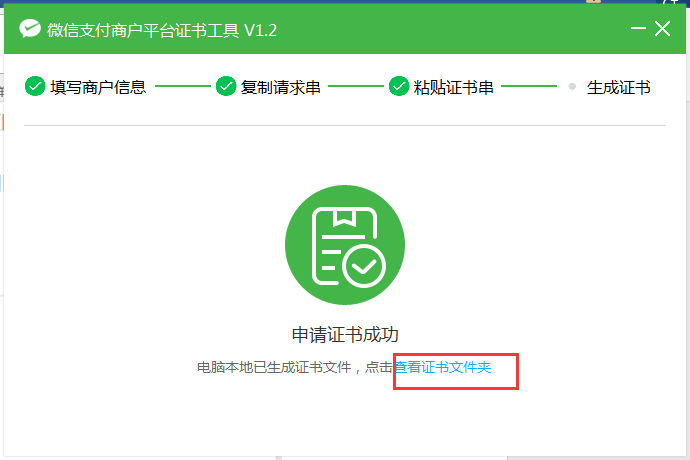 微信支付商户平台证书工具 V1.2
填写商户信息 复制请求串 粘贴证书串 生成证书
申请证书成功
电脑本地已生成证书文件，点击查看证书文件夹